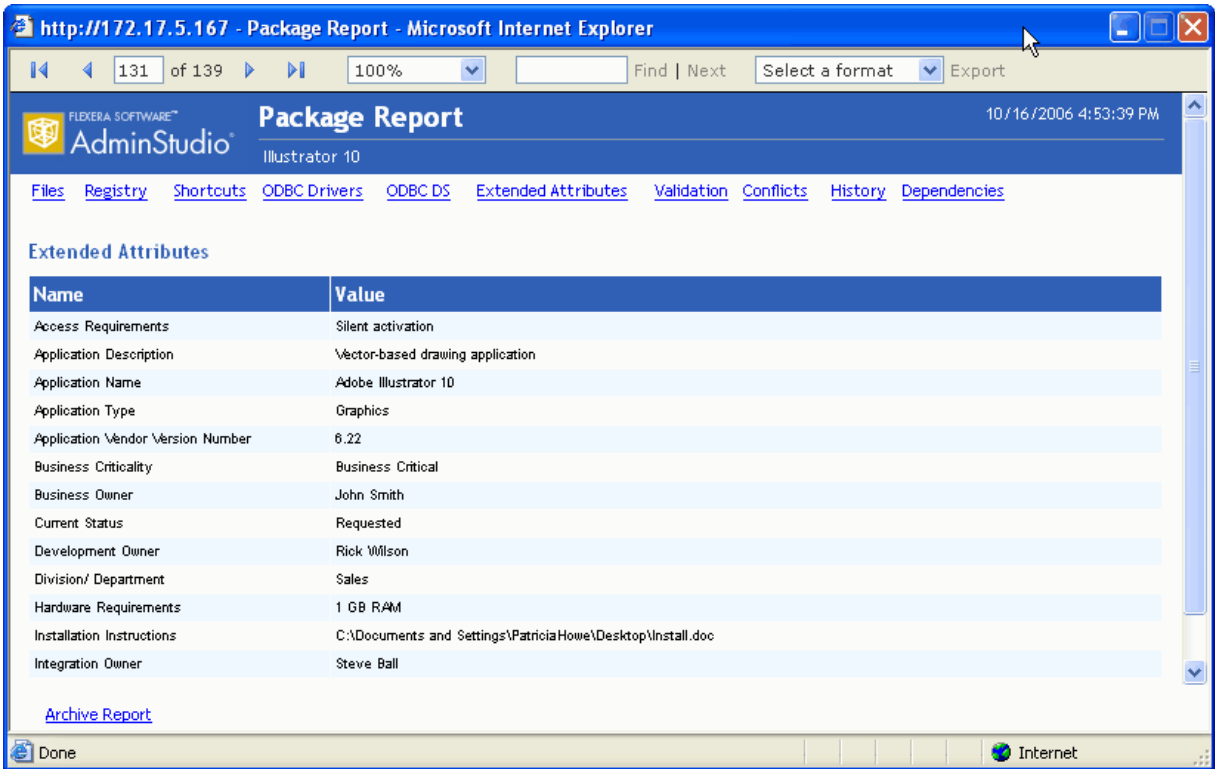 http://172.17.5.167 - Package Report - Microsoft Internet Explorer
131 of 139 100% Find | Next Select a format Export
FLEXERA SOFTWARE™
AdminStudio®
Package Report
10/16/2006 4:53:39 PM
Illustrator 10
Files Registry Shortcuts ODBC Drivers ODBC DS Extended Attributes Validation Conflicts History Dependencies
Extended Attributes
Name Value
Access Requirements Silent activation
Application Description Vector-based drawing application
Application Name Adobe Illustrator 10
Application Type Graphics
Application Vendor Version Number 6.22
Business Criticality Business Critical
Business Owner John Smith
Current Status Requested
Development Owner Rick Wilson
Division/ Department Sales
Hardware Requirements 1 GB RAM
Installation Instructions C:\Documents and Settings\PatriciaHowe\Desktop\Install.doc
Integration Owner Steve Ball
Archive Report
Done Internet